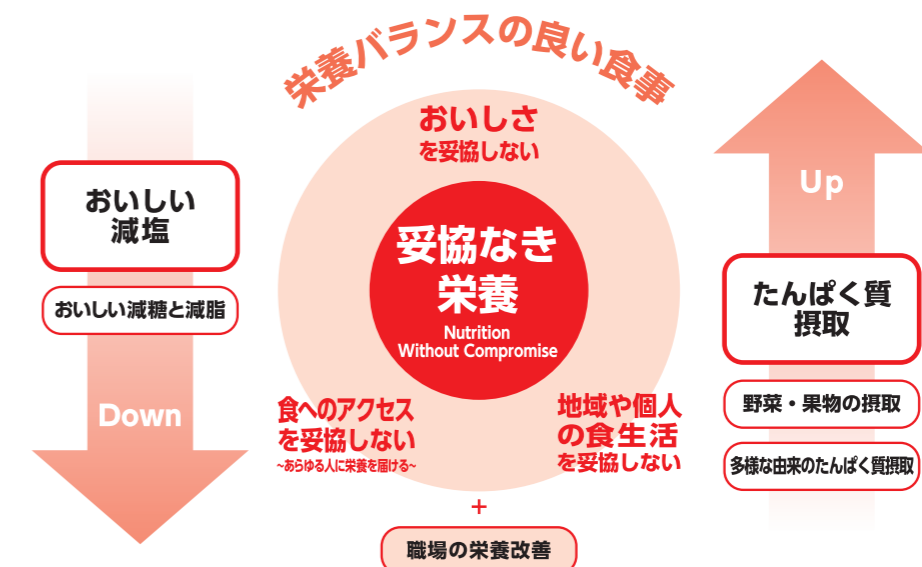 栄養バランスの良い食事
おいしい
減塩
おいしい減糖と減脂
Down
おいしさ
を妥協しない
妥協なき
栄養
Nutrition
Without Compromise
食へのアクセス
を妥協しない
~あらゆる人に栄養を届ける~
地域や個人
の食生活
を妥協しない
+
職場の栄養改善
Up
たんぱく質
摂取
野菜・果物の摂取
多様な由来のたんぱく質摂取